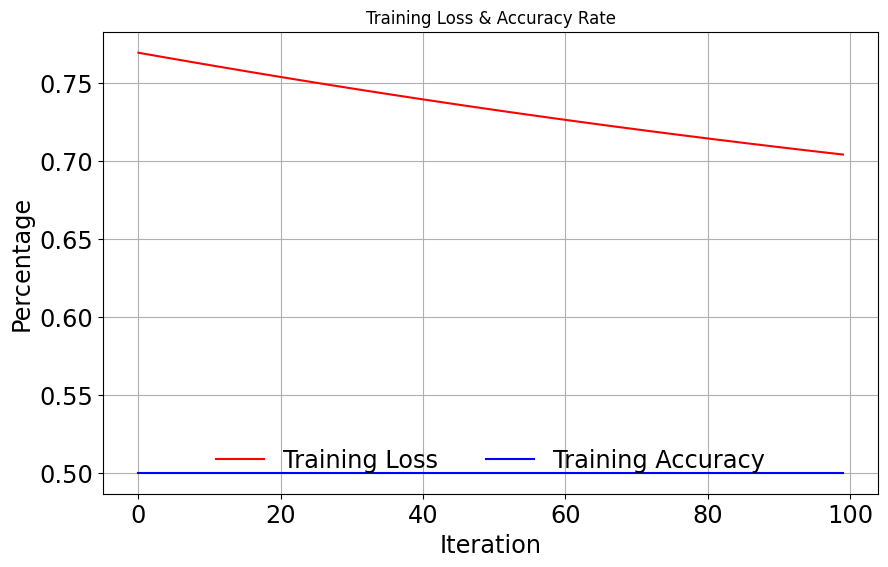 Training Loss & Accuracy Rate
0.75
0.70
0.65
0.60
0.55
0.50
Percentage
Training Loss
Training Accuracy
0 20 40 60 80 100
Iteration